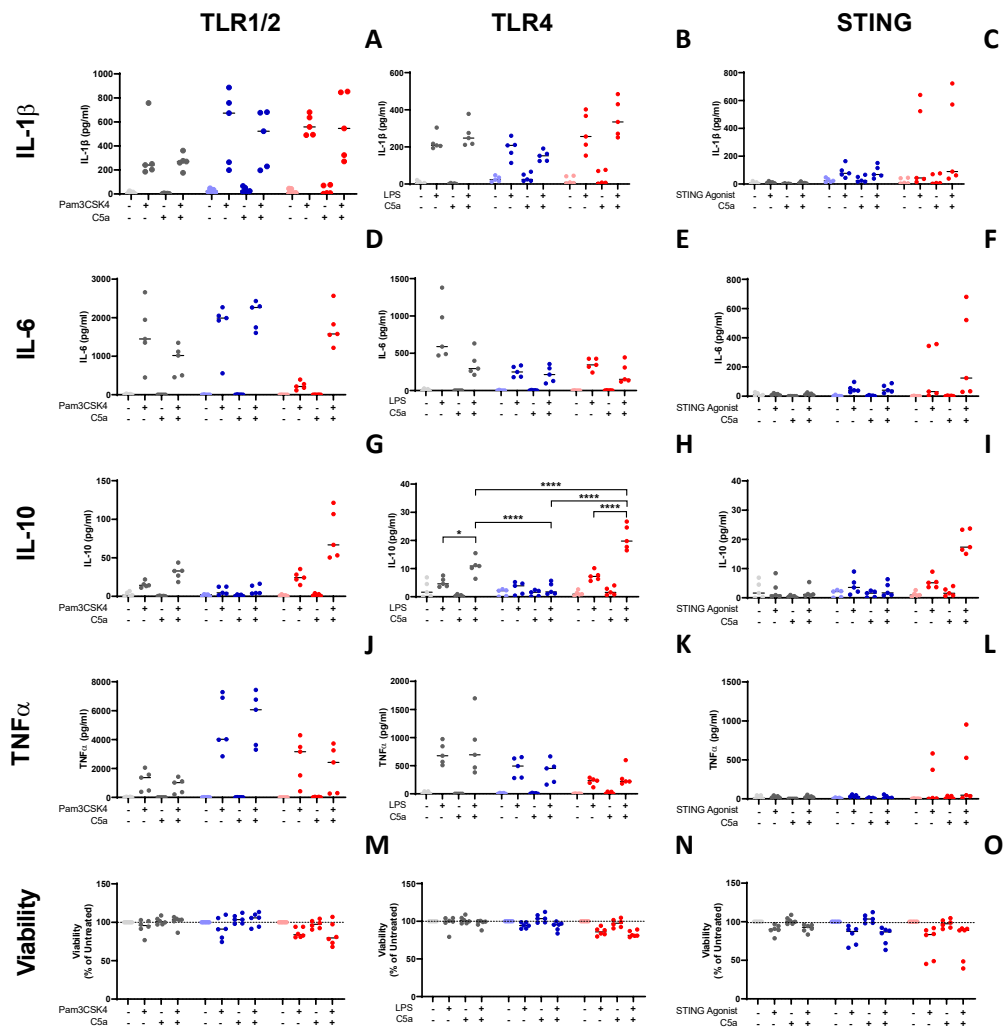 TLR1/2 TLR4 STING
A B C
IL-1β
IL-1β (pg/ml) 1000 800 600 400 200 0
Pam3CSK4 - + - + - + - + - + - +
C5a - - + + - - + + - - + +
IL-1β (pg/ml) 600 400 200 0
LPS - + - + - + - + - + - +
C5a - - + + - - + + - - + +
IL-1β (pg/ml) 800 600 400 200 0
STING Agonist - + - + - + - + - + - +
C5a - - + + - - + + - - + +
D E F
IL-6
IL-6 (pg/ml) 3000 2000 1000 0
Pam3CSK4 - + - + - + - + - + - +
C5a - - + + - - + + - - + +
IL-6 (pg/ml) 1500 1000 500 0
LPS - + - + - + - + - + - +
C5a - - + + - - + + - - + +
IL-6 (pg/ml) 800 600 400 200 0
STING Agonist - + - + - + - + - + - +
C5a - - + + - - + + - - + +
G H I
IL-10
IL-10 (pg/ml) 150 100 50 0
Pam3CSK4 - + - + - + - + - + - +
C5a - - + + - - + + - - + +
IL-10 (pg/ml) 40 30 20 10 0
**** **** **** * ****
LPS - + - + - + - + - + - +
C5a - - + + - - + + - - + +
IL-10 (pg/ml) 40 30 20 10 0
STING Agonist - + - + - + - + - + - +
C5a - - + + - - + + - - + +
J K L
TNFα
TNFα (pg/ml) 8000 6000 4000 2000 0
Pam3CSK4 - + - + - + - + - + - +
C5a - - + + - - + + - - + +
TNFα (pg/ml) 2000 1500 1000 500 0
LPS - + - + - + - + - + - +
C5a - - + + - - + + - - + +
TNFα (pg/ml) 1500 1000 500 0
STING Agonist - + - + - + - + - + - +
C5a - - + + - - + + - - + +
M N O
Viability
Viability
(% of Untreated) 150 100 50 0
Pam3CSK4 - + - + - + - + - + - +
C5a - - + + - - + + - - + +
Viability
(% of Untreated) 150 100 50 0
LPS - + - + - + - + - + - +
C5a - - + + - - + + - - + +
Viability
(% of Untreated) 150 100 50 0
STING Agonist - + - + - + - + - + - +
C5a - - + + - - + + - - + +